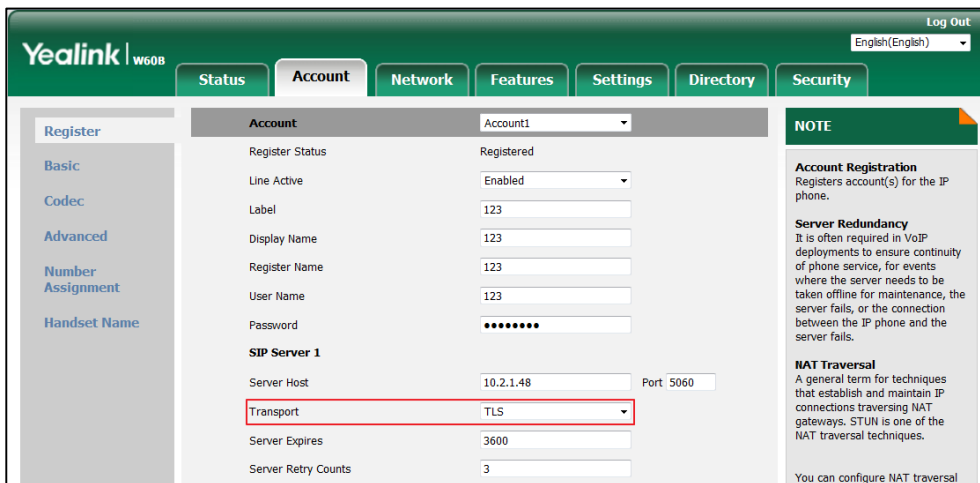 Log Out
Yealink | W60B
English(English)
Status Account Network Features Settings Directory Security
Register
Basic
Codec
Advanced
Number
Assignment
Handset Name
Account Account1
Register Status Registered
Line Active Enabled
Label 123
Display Name 123
Register Name 123
User Name 123
Password ••••••••
SIP Server 1
Server Host 10.2.1.48 Port 5060
Transport TLS
Server Expires 3600
Server Retry Counts 3
NOTE
Account Registration
Registers account(s) for the IP
phone.
Server Redundancy
It is often required in VoIP
deployments to ensure continuity
of phone service, for events
where the server needs to be
taken offline for maintenance, the
server fails, or the connection
between the IP phone and the
server fails.
NAT Traversal
A general term for techniques
that establish and maintain IP
connections traversing NAT
gateways. STUN is one of the
NAT traversal techniques.
You can configure NAT traversal